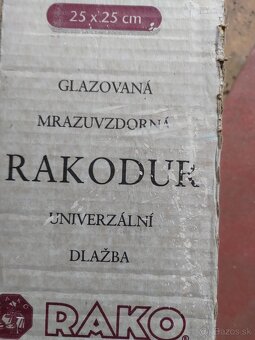 25 x 25 cm
GLAZOVANÁ
MRAZUVZDORNÁ
RAKODUR
UNIVERZÁLNÍ
DLAŽBA
RAKO®